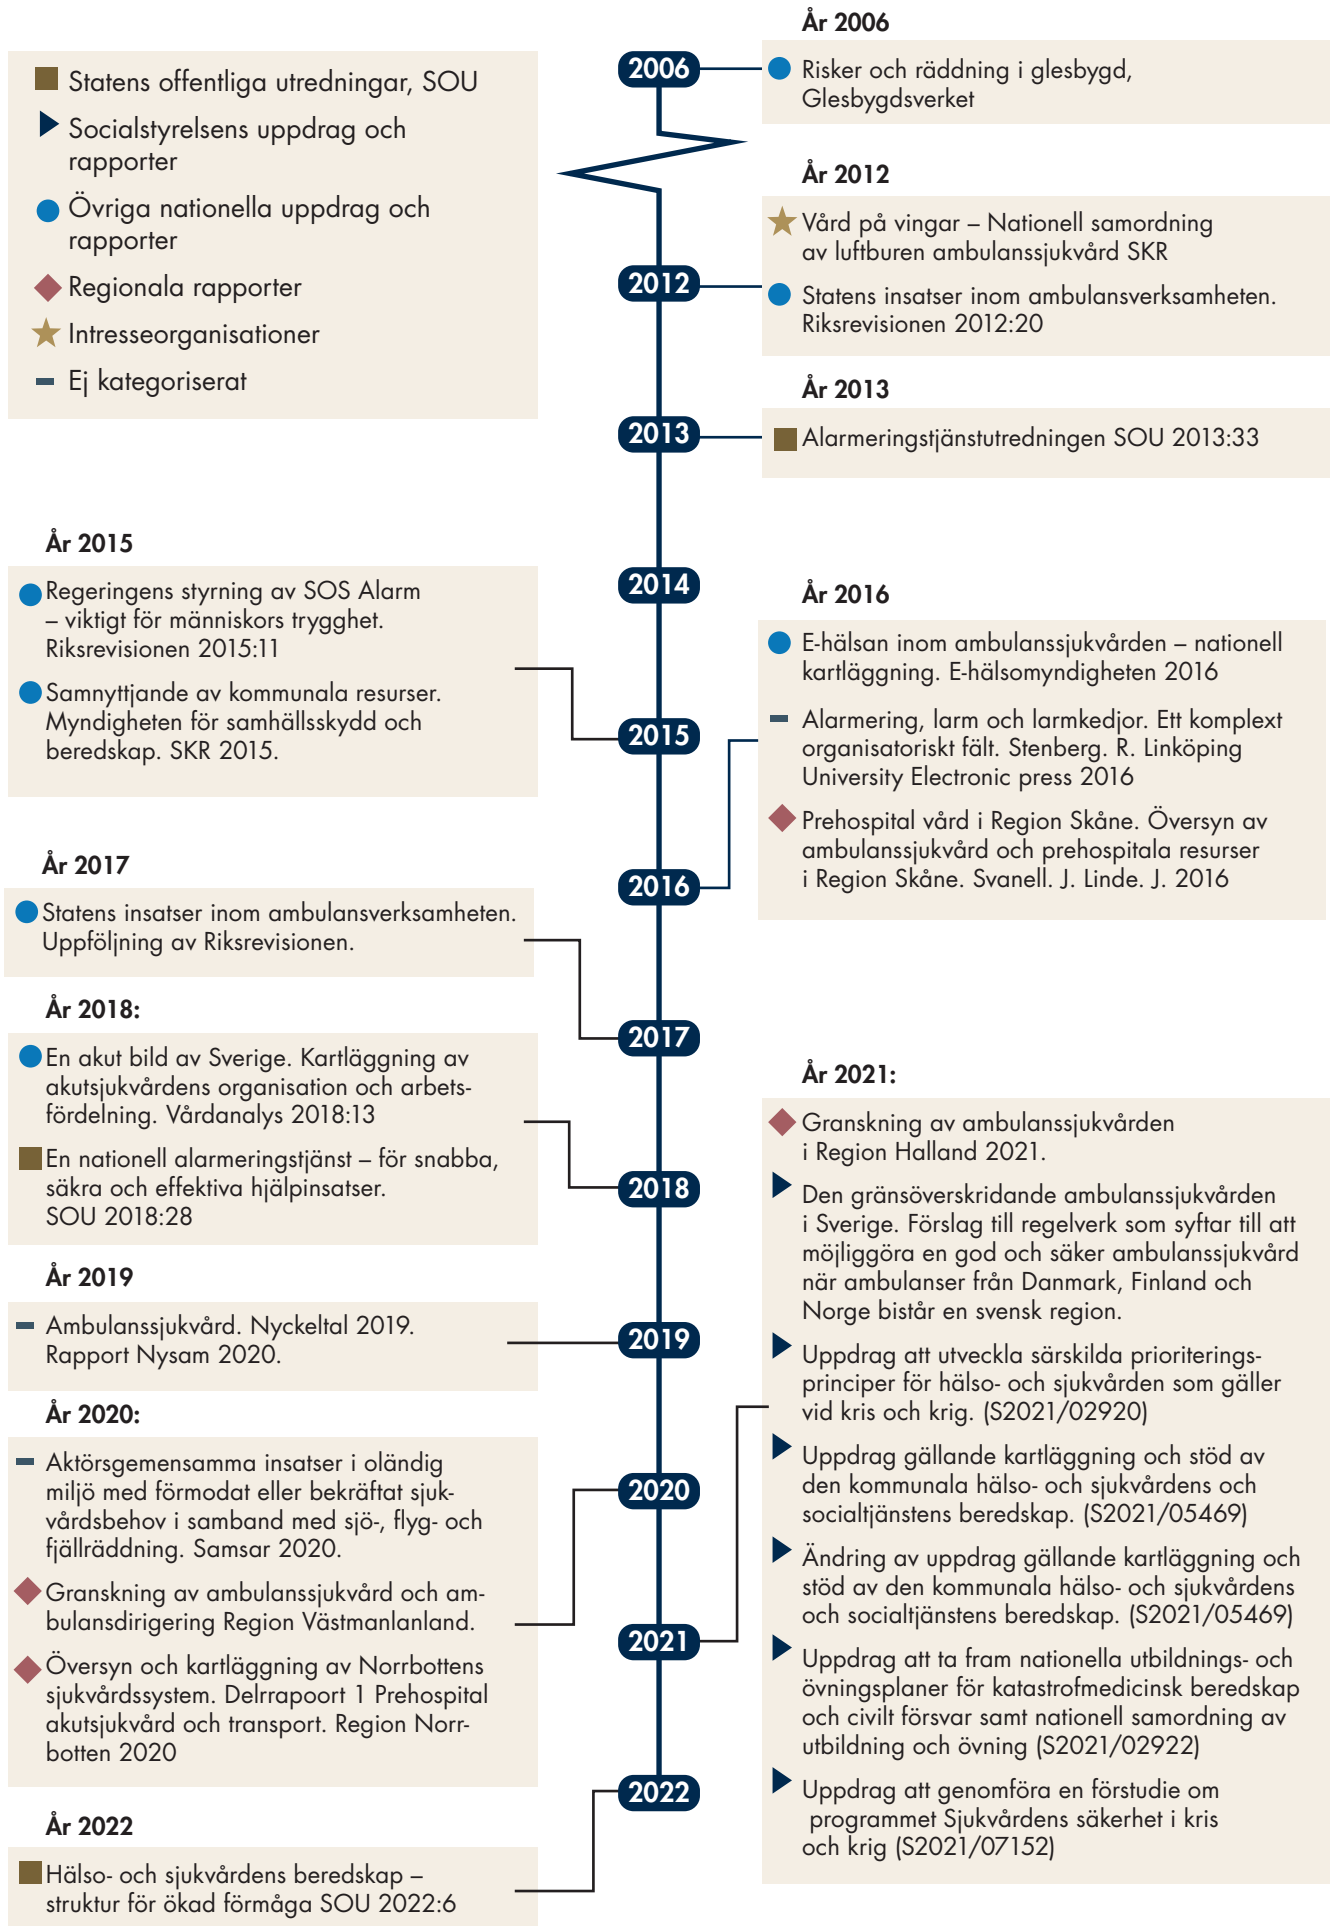 Statens offentliga utredningar, SOU
Socialstyrelsens uppdrag och
rapporter
Övriga nationella uppdrag och
rapporter
Regionala rapporter
Intresseorganisationer
Ej kategoriserat
2006
År 2006
Risker och räddning i glesbygd,
Glesbygdsverket
2012
År 2012
Vård på vingar – Nationell samordning
av luftburen ambulanssjukvård SKR
Statens insatser inom ambulansverksamheten.
Riksrevisionen 2012:20
2013
År 2013
Alarmeringstjänstutredningen SOU 2013:33
2014
År 2015
Regeringens styrning av SOS Alarm
– viktigt för människors trygghet.
Riksrevisionen 2015:11
Samnyttjande av kommunala resurser.
Myndigheten för samhällsskydd och
beredskap. SKR 2015.
2015
År 2016
E-hälsan inom ambulanssjukvården – nationell
kartläggning. E-hälsomyndigheten 2016
Alarmering, larm och larmkedjor. Ett komplext
organisatoriskt fält. Stenberg. R. Linköping
University Electronic press 2016
Prehospital vård i Region Skåne. Översyn av
ambulanssjukvård och prehospitala resurser
i Region Skåne. Svanell. J. Linde. J. 2016
2016
År 2017
Statens insatser inom ambulansverksamheten.
Uppföljning av Riksrevisionen.
2017
År 2018:
En akut bild av Sverige. Kartläggning av
akutsjukvårdens organisation och arbets-
fördelning. Vårdanalys 2018:13
En nationell alarmeringstjänst – för snabba,
säkra och effektiva hjälpinsatser.
SOU 2018:28
2018
År 2019
Ambulanssjukvård. Nyckeltal 2019.
Rapport Nysam 2020.
2019
År 2020:
Aktörsgemensamma insatser i oländig
miljö med förmodat eller bekräftat sjuk-
vårdsbehov i samband med sjö-, flyg- och
fjällräddning. Samsar 2020.
Granskning av ambulanssjukvård och am-
bulansdirigering Region Västmanlanland.
Översyn och kartläggning av Norrbottens
sjukvårdssystem. Delrrapoort 1 Prehospital
akutsjukvård och transport. Region Norr-
botten 2020
2020
År 2021:
Granskning av ambulanssjukvården
i Region Halland 2021.
Den gränsöverskridande ambulanssjukvården
i Sverige. Förslag till regelverk som syftar till att
möjliggöra en god och säker ambulanssjukvård
när ambulanser från Danmark, Finland och
Norge bistår en svensk region.
Uppdrag att utveckla särskilda prioriterings-
principer för hälso- och sjukvården som gäller
vid kris och krig. (S2021/02920)
Uppdrag gällande kartläggning och stöd av
den kommunala hälso- och sjukvårdens och
socialtjänstens beredskap. (S2021/05469)
Ändring av uppdrag gällande kartläggning och
stöd av den kommunala hälso- och sjukvårdens
och socialtjänstens beredskap. (S2021/05469)
Uppdrag att ta fram nationella utbildnings- och
övningsplaner för katastrofmedicinsk beredskap
och civilt försvar samt nationell samordning av
utbildning och övning (S2021/02922)
Uppdrag att genomföra en förstudie om
programmet Sjukvårdens säkerhet i kris
och krig (S2021/07152)
2021
2022
År 2022
Hälso- och sjukvårdens beredskap –
struktur för ökad förmåga SOU 2022:6